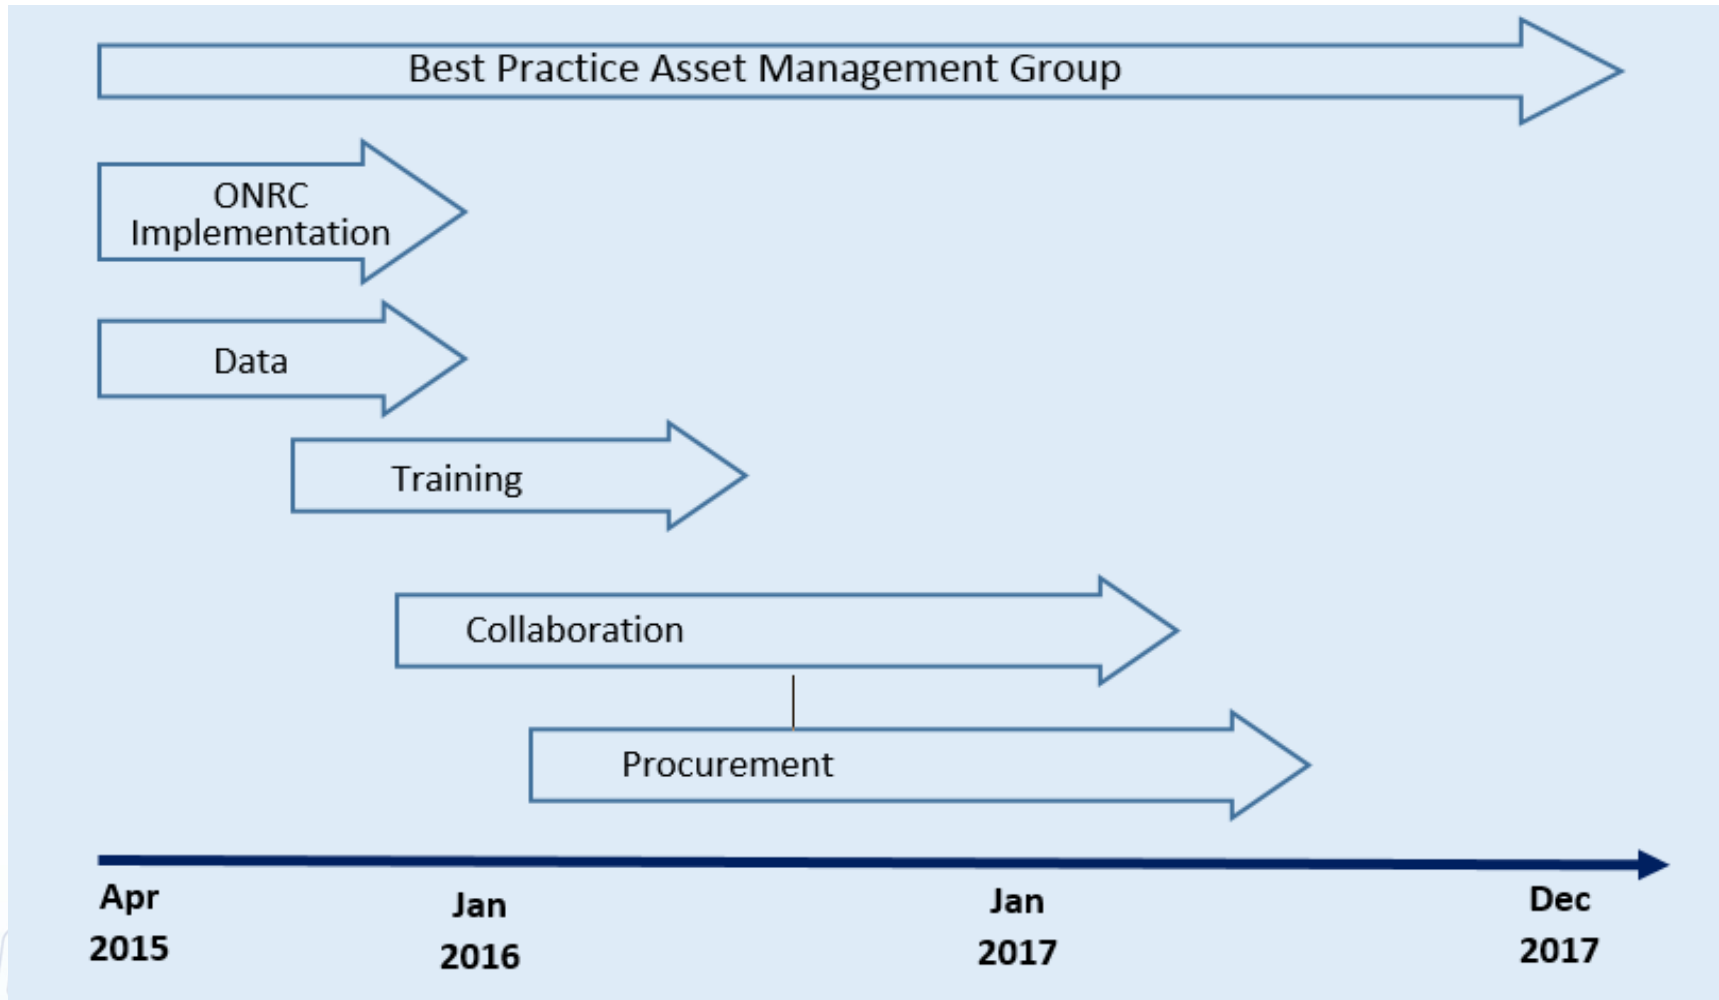 Best Practice Asset Management Group
ONRC
Implementation
Data
Training
Collaboration
Procurement
Apr
2015
Jan
2016
Jan
2017
Dec
2017